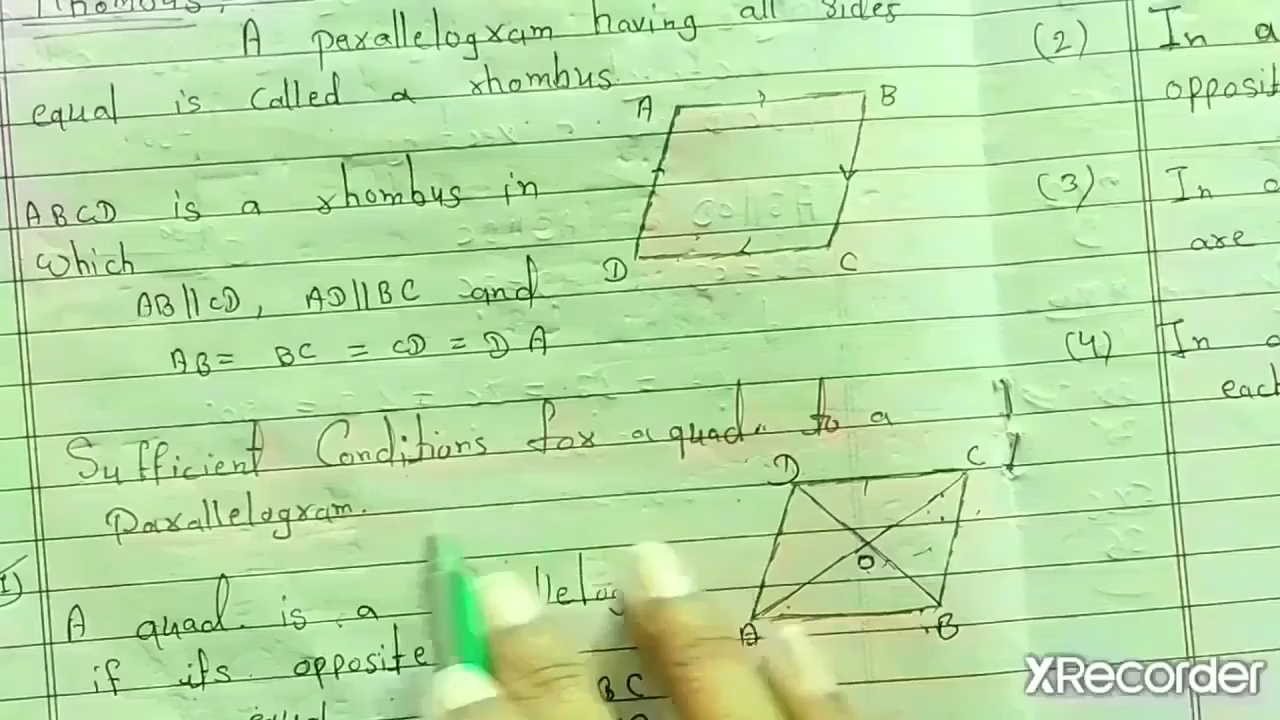 Rhombus:
A parallelogram having all sides
equal is called a rhombus.
A B
ABCD is a rhombus in
which
D C
AB||CD, AD||BC and
AB = BC = CD = DA
Sufficient Conditions for a quad. to a
Parallelogram.
D C
O
A B
A quad. is a
if its opposite
BC
equal
(2) In a
opposit
(3) In a
are
(4) In a
each
XRecorder